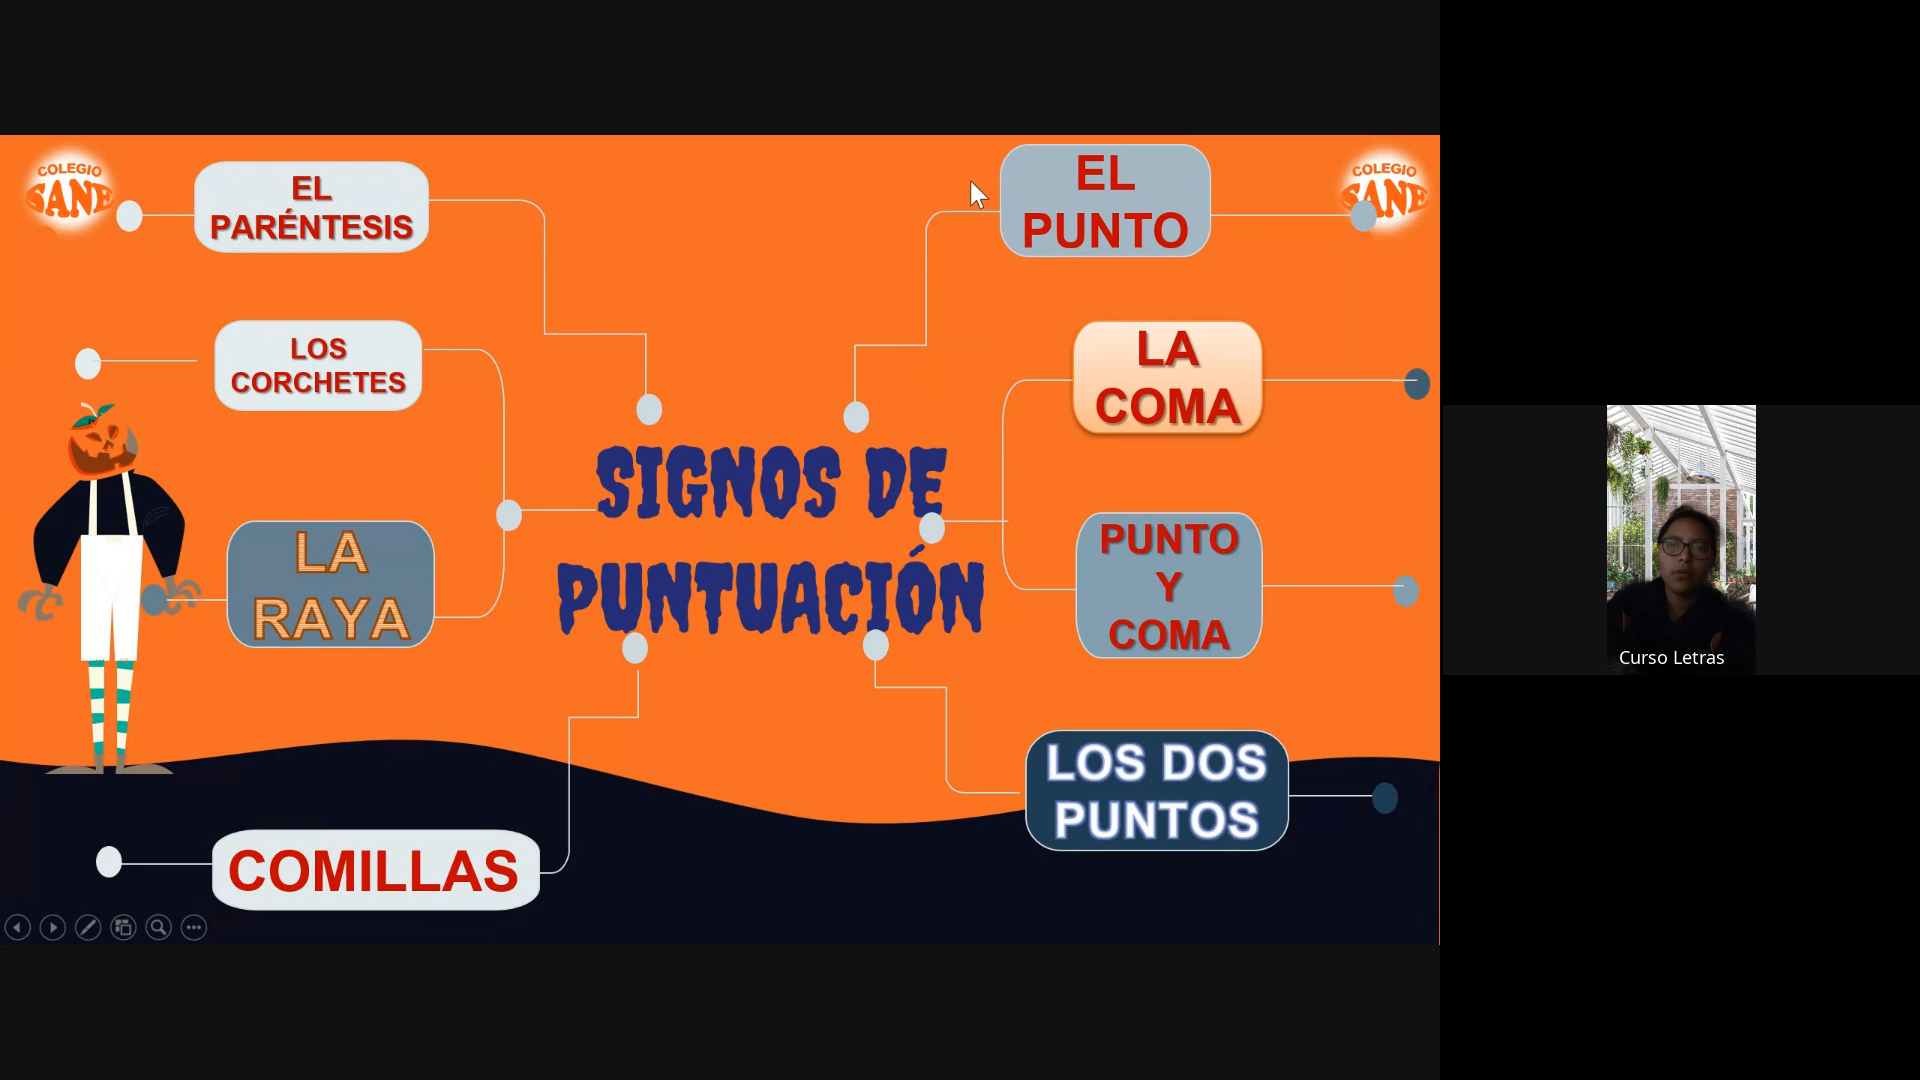 COLEGIO
SANE
EL
PARÉNTESIS
EL
PUNTO
COLEGIO
SANE
LOS
CORCHETES
LA
COMA
SIGNOS DE
PUNTUACIÓN
LA
RAYA
PUNTO
Y
COMA
LOS DOS
PUNTOS
COMILLAS
Curso Letras